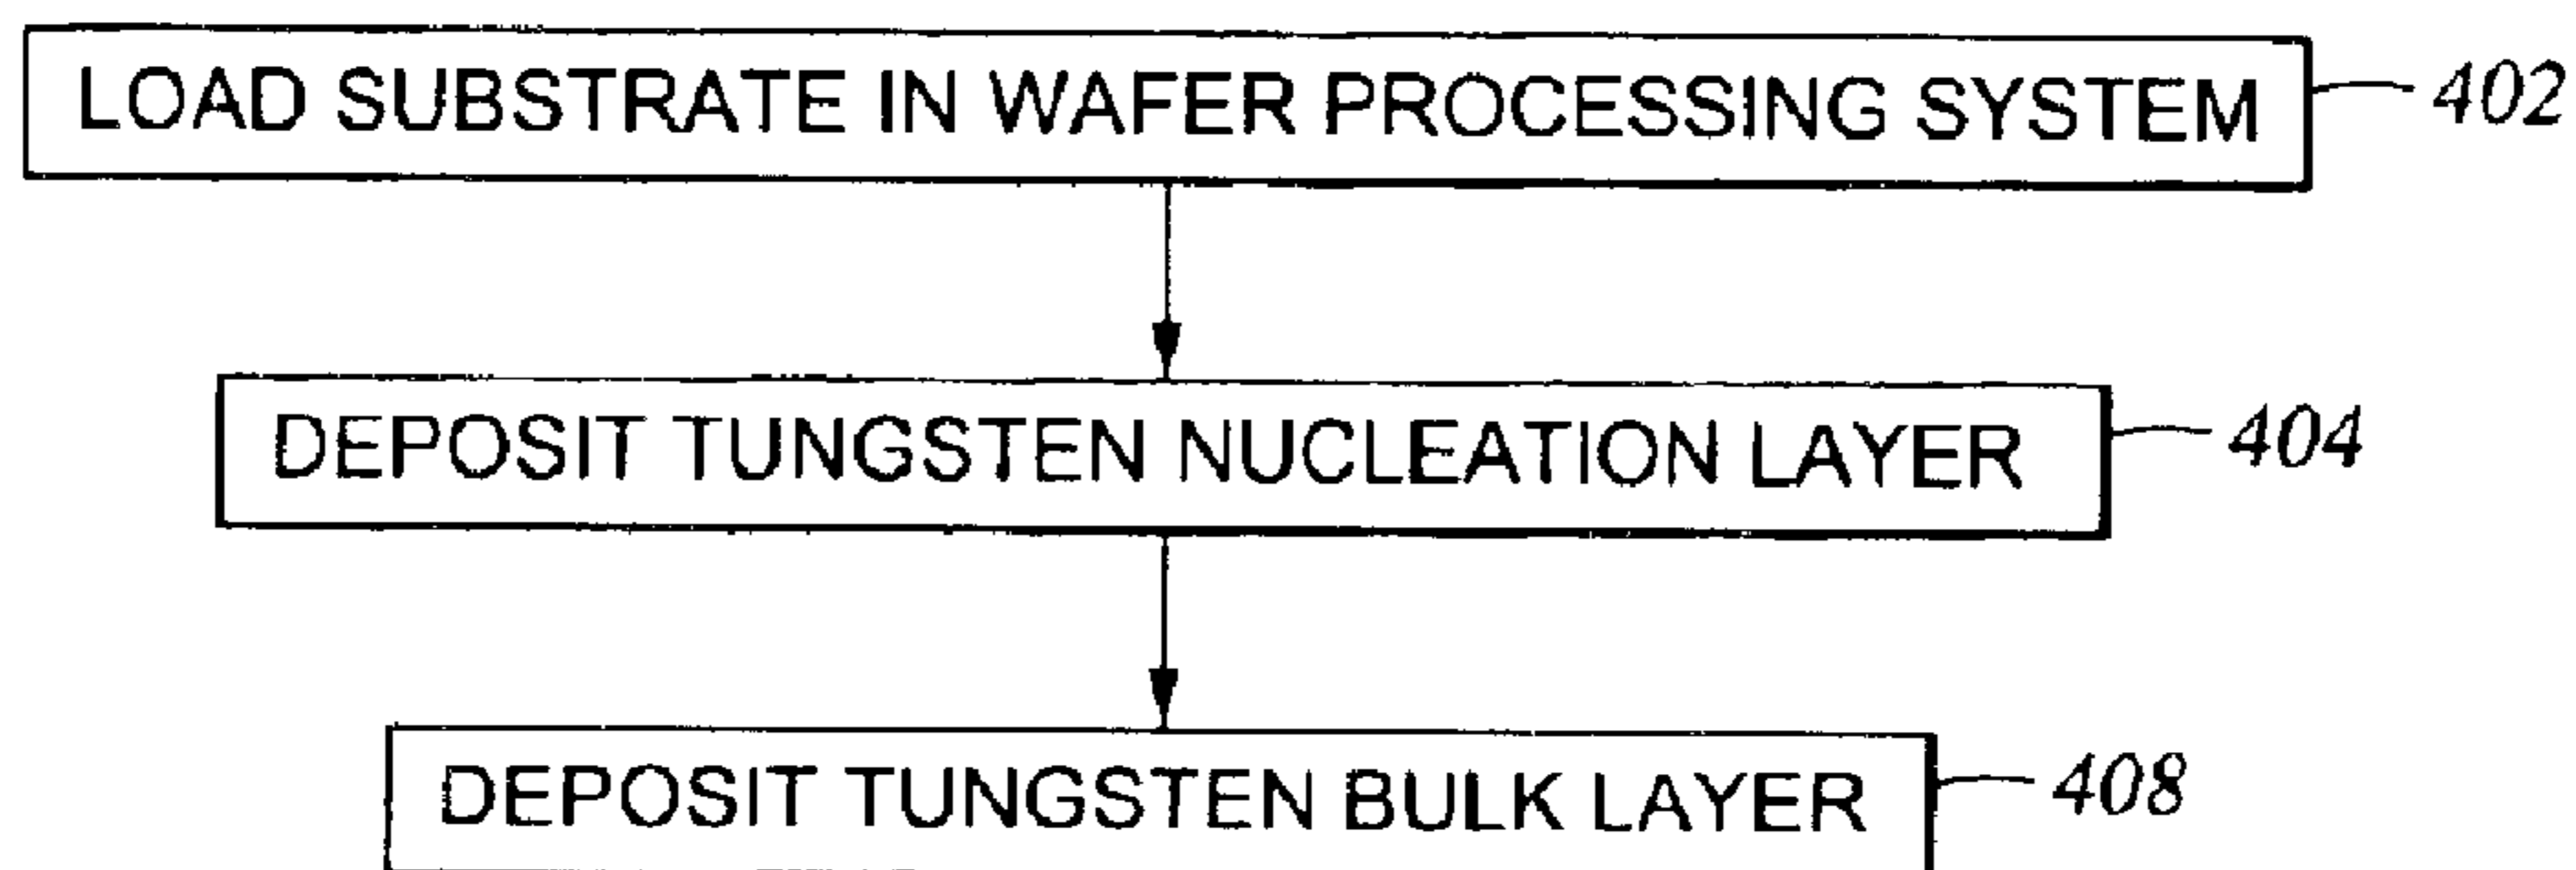 LOAD SUBSTRATE IN WAFER PROCESSING SYSTEM 402
DEPOSIT TUNGSTEN NUCLEATION LAYER 404
DEPOSIT TUNGSTEN BULK LAYER 408